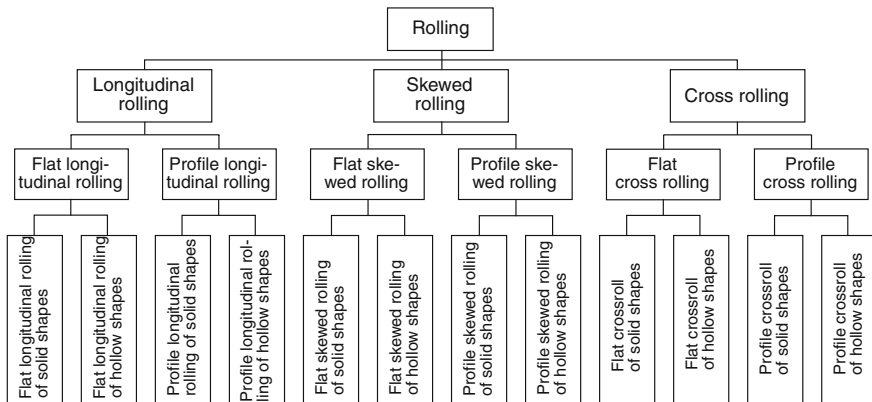 Rolling
Longitudinal
rolling
Skewed
rolling
Cross rolling
Flat longi-
tudinal rolling
Profile longi-
tudinal rolling
Flat ske-
wed rolling
Profile ske-
wed rolling
Flat
cross rolling
Profile
cross rolling
Flat longitudinal rolling
of solid shapes
Flat longitudinal rolling
of hollow shapes
Profile longitudinal
rolling of solid shapes
Profile longitudinal rol-
ling of hollow shapes
Flat skewed rolling
of solid shapes
Flat skewed rolling
of hollow shapes
Profile skewed rolling
of solid shapes
Profile skewed rolling
of hollow shapes
Flat crossroll
of solid shapes
Flat crossroll
of hollow shapes
Profile crossroll
of solid shapes
Profile crossroll
of hollow shapes